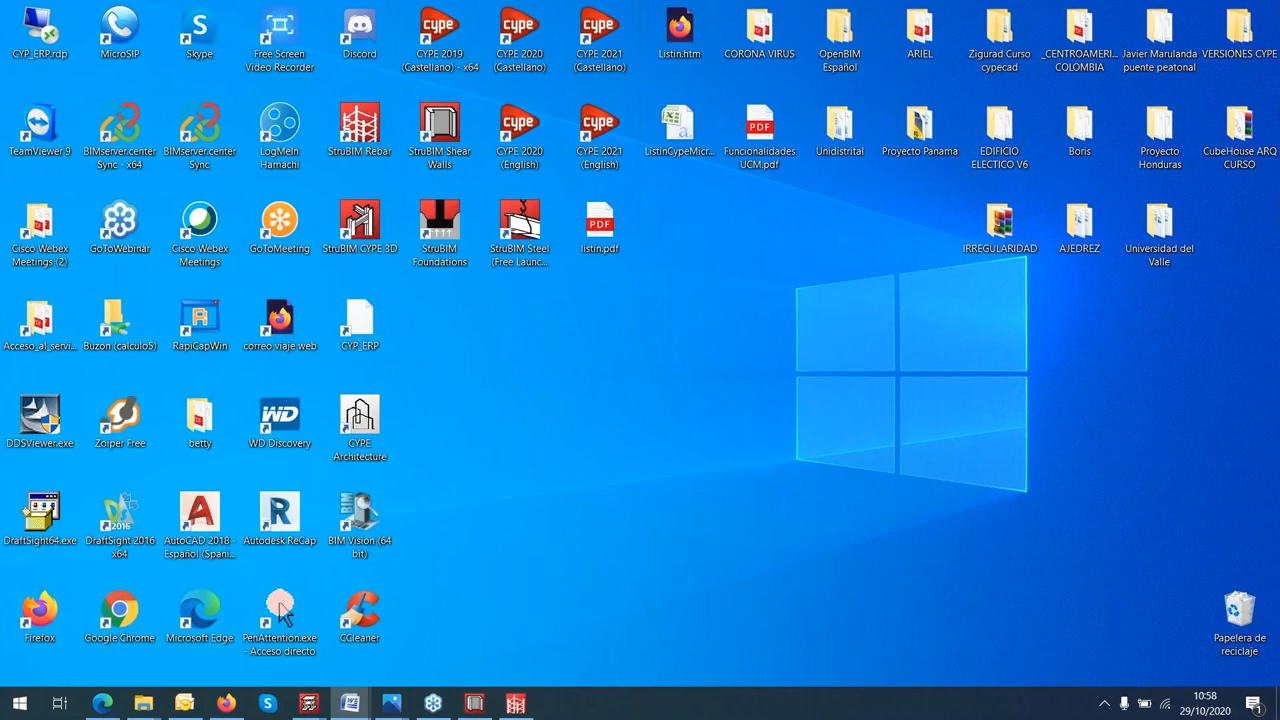 CYP_ERP.rdp
MicroSIP
Skype
Free Screen
Video Recorder
Discord
CYPE 2019
(Castellano) - x64
CYPE 2020
(Castellano)
CYPE 2021
(Castellano)
Listin.htm
CORONA VIRUS
OpenBIM
Español
ARIEL
Zigurad Curso
cypecad
_CENTROAMERI...
COLOMBIA
Javier Marulanda
puente peatonal
VERSIONES CYPE
TeamViewer 9
BIMserver.center
Sync - x64
BIMserver.center
Sync
LogMeIn
Hamachi
StruBIM Rebar
StruBIM Shear
Walls
CYPE 2020
(English)
CYPE 2021
(English)
ListinCypeMicr...
PDF
Funcionalidades
UCM.pdf
Unidistrital
Proyecto Panama
EDIFICIO
ELECTICO V6
Boris
Proyecto
Honduras
CubeHouse ARQ
CURSO
Cisco Webex
Meetings (2)
GoToWebinar
Cisco Webex
Meetings
GoToMeeting
StruBIM CYPE 3D
StruBIM
Foundations
StruBIM Steel
(Free Launc...
PDF
listin.pdf
IRREGULARIDAD
AJEDREZ
Universidad del
Valle
Acceso_al_servi...
Buzon (calculo5)
RapiCapWin
correo viaje web
CYP_ERP
DDSViewer.exe
Zoiper Free
betty
WD
WD Discovery
CYPE
Architecture
DraftSight64.exe
2016
DraftSight 2016
x64
AutoCAD 2018 -
Español (Spani...
Autodesk ReCap
BIM
BIM Vision (64
bit)
Firefox
Google Chrome
Microsoft Edge
PenAttention.exe
- Acceso directo
CCleaner
Papelera de
reciclaje
10:58
29/10/2020
1